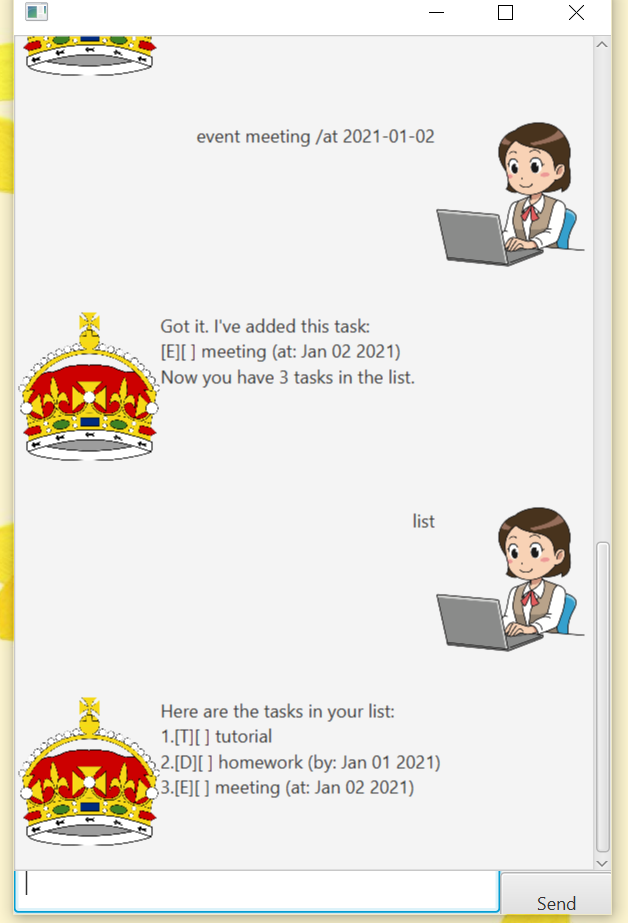 event meeting /at 2021-01-02
Got it. I've added this task:
[E][ ] meeting (at: Jan 02 2021)
Now you have 3 tasks in the list.
list
Here are the tasks in your list:
1.[T][ ] tutorial
2.[D][ ] homework (by: Jan 01 2021)
3.[E][ ] meeting (at: Jan 02 2021)
Send